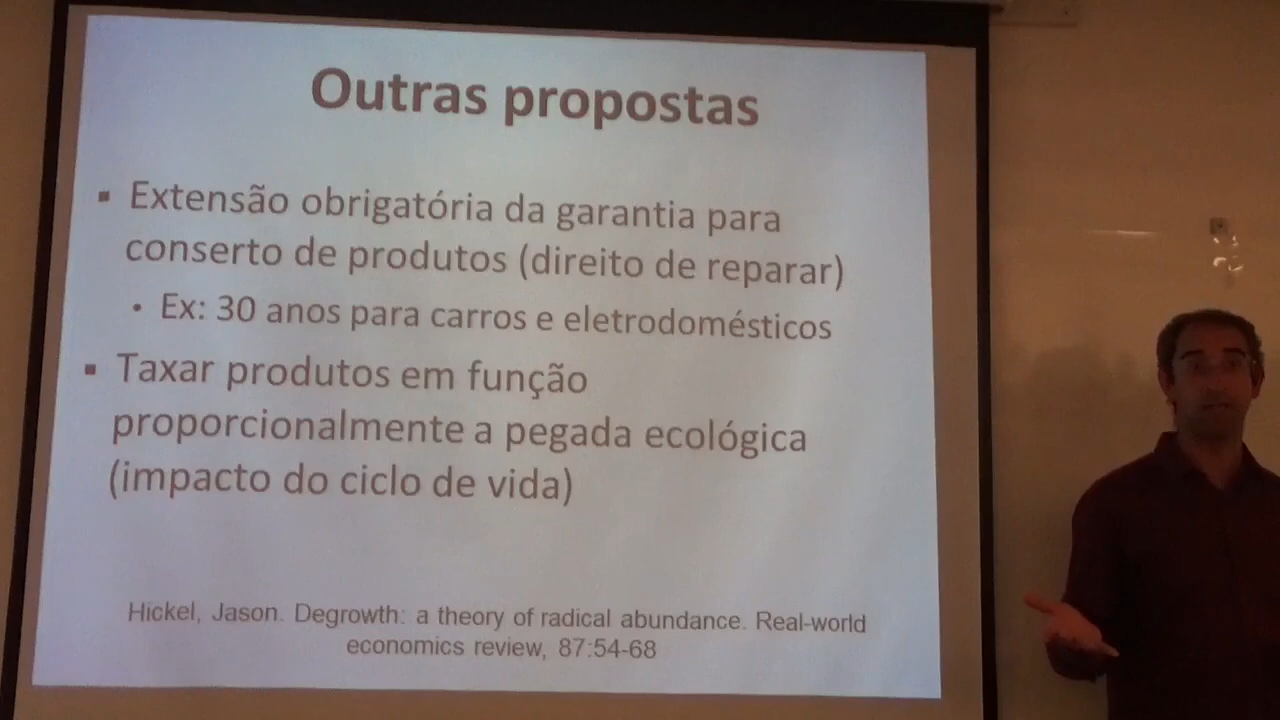 Outras propostas
▪ Extensão obrigatória da garantia para
conserto de produtos (direito de reparar)
• Ex: 30 anos para carros e eletrodomésticos
▪ Taxar produtos em função
proporcionalmente a pegada ecológica
(impacto do ciclo de vida)
Hickel, Jason. Degrowth: a theory of radical abundance. Real-world
economics review, 87:54-68